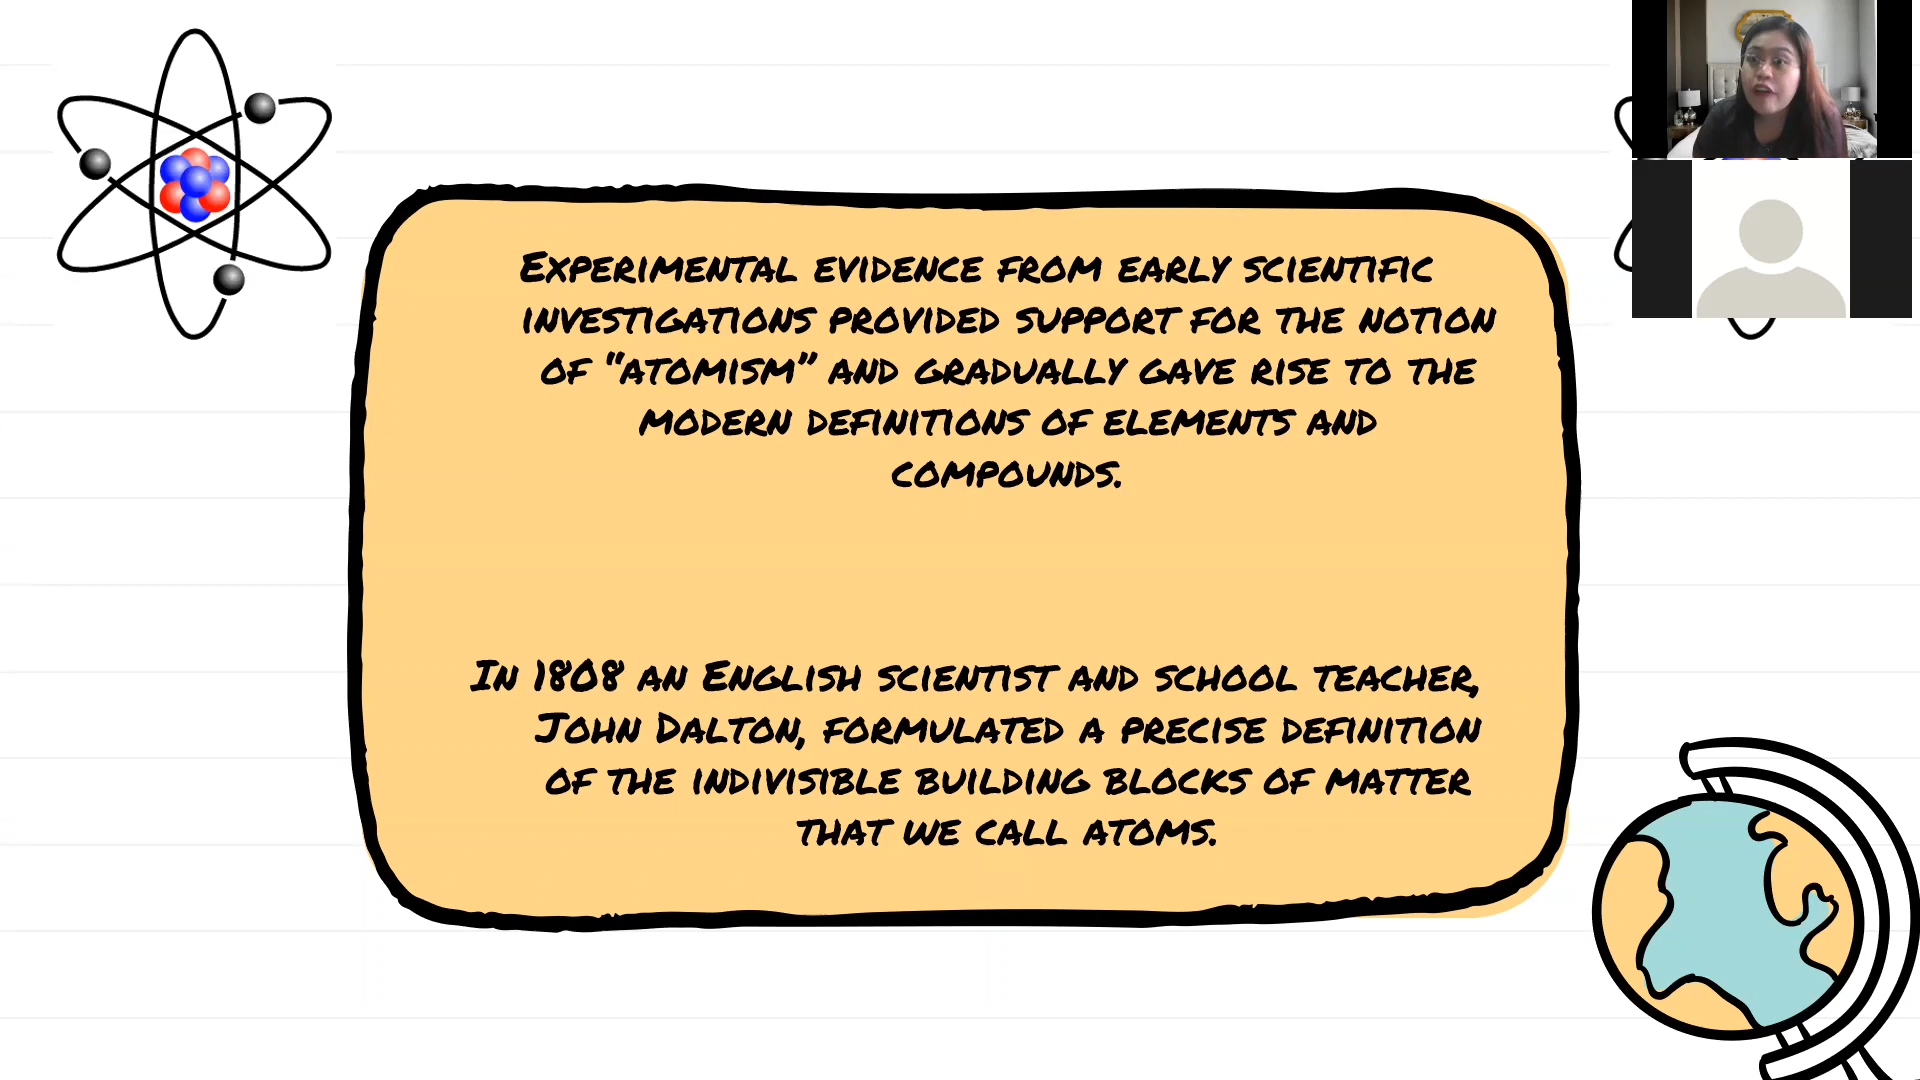 Experimental evidence from early scientific
investigations provided support for the notion
of “atomism” and gradually gave rise to the
modern definitions of elements and
compounds.
In 1808 an English scientist and school teacher,
John Dalton, formulated a precise definition
of the indivisible building blocks of matter
that we call atoms.